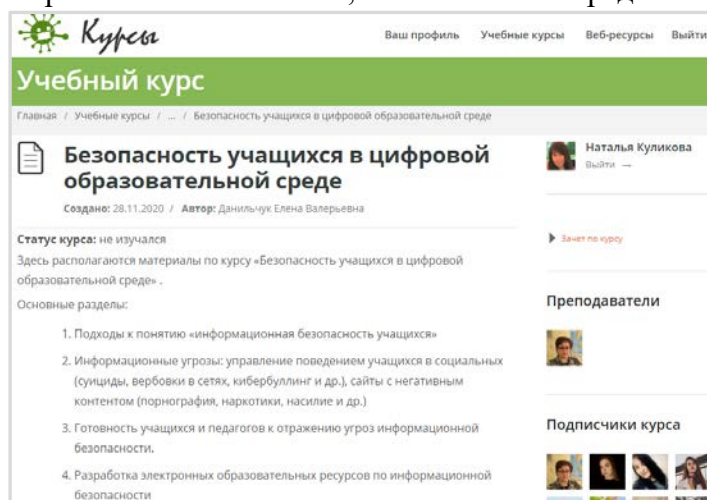 Курсы
Ваш профиль Учебные курсы Веб-ресурсы Выйти
Учебный курс
Главная / Учебные курсы / ... / Безопасность учащихся в цифровой образовательной среде
Безопасность учащихся в цифровой
образовательной среде
Создано: 28.11.2020 / Автор: Данильчук Елена Валерьевна
Статус курса: не изучался
Здесь располагаются материалы по курсу «Безопасность учащихся в цифровой
образовательной среде» .
Основные разделы:
1. Подходы к понятию «информационная безопасность учащихся»
2. Информационные угрозы: управление поведением учащихся в социальных
(суициды, вербовки в сетях, кибербуллинг и др.), сайты с негативным
контентом (порнография, наркотики, насилие и др.)
3. Готовность учащихся и педагогов к отражению угроз информационной
безопасности.
4. Разработка электронных образовательных ресурсов по информационной
безопасности
Наталья Куликова
Выйти →
Зачет по курсу
Преподаватели
Подписчики курса